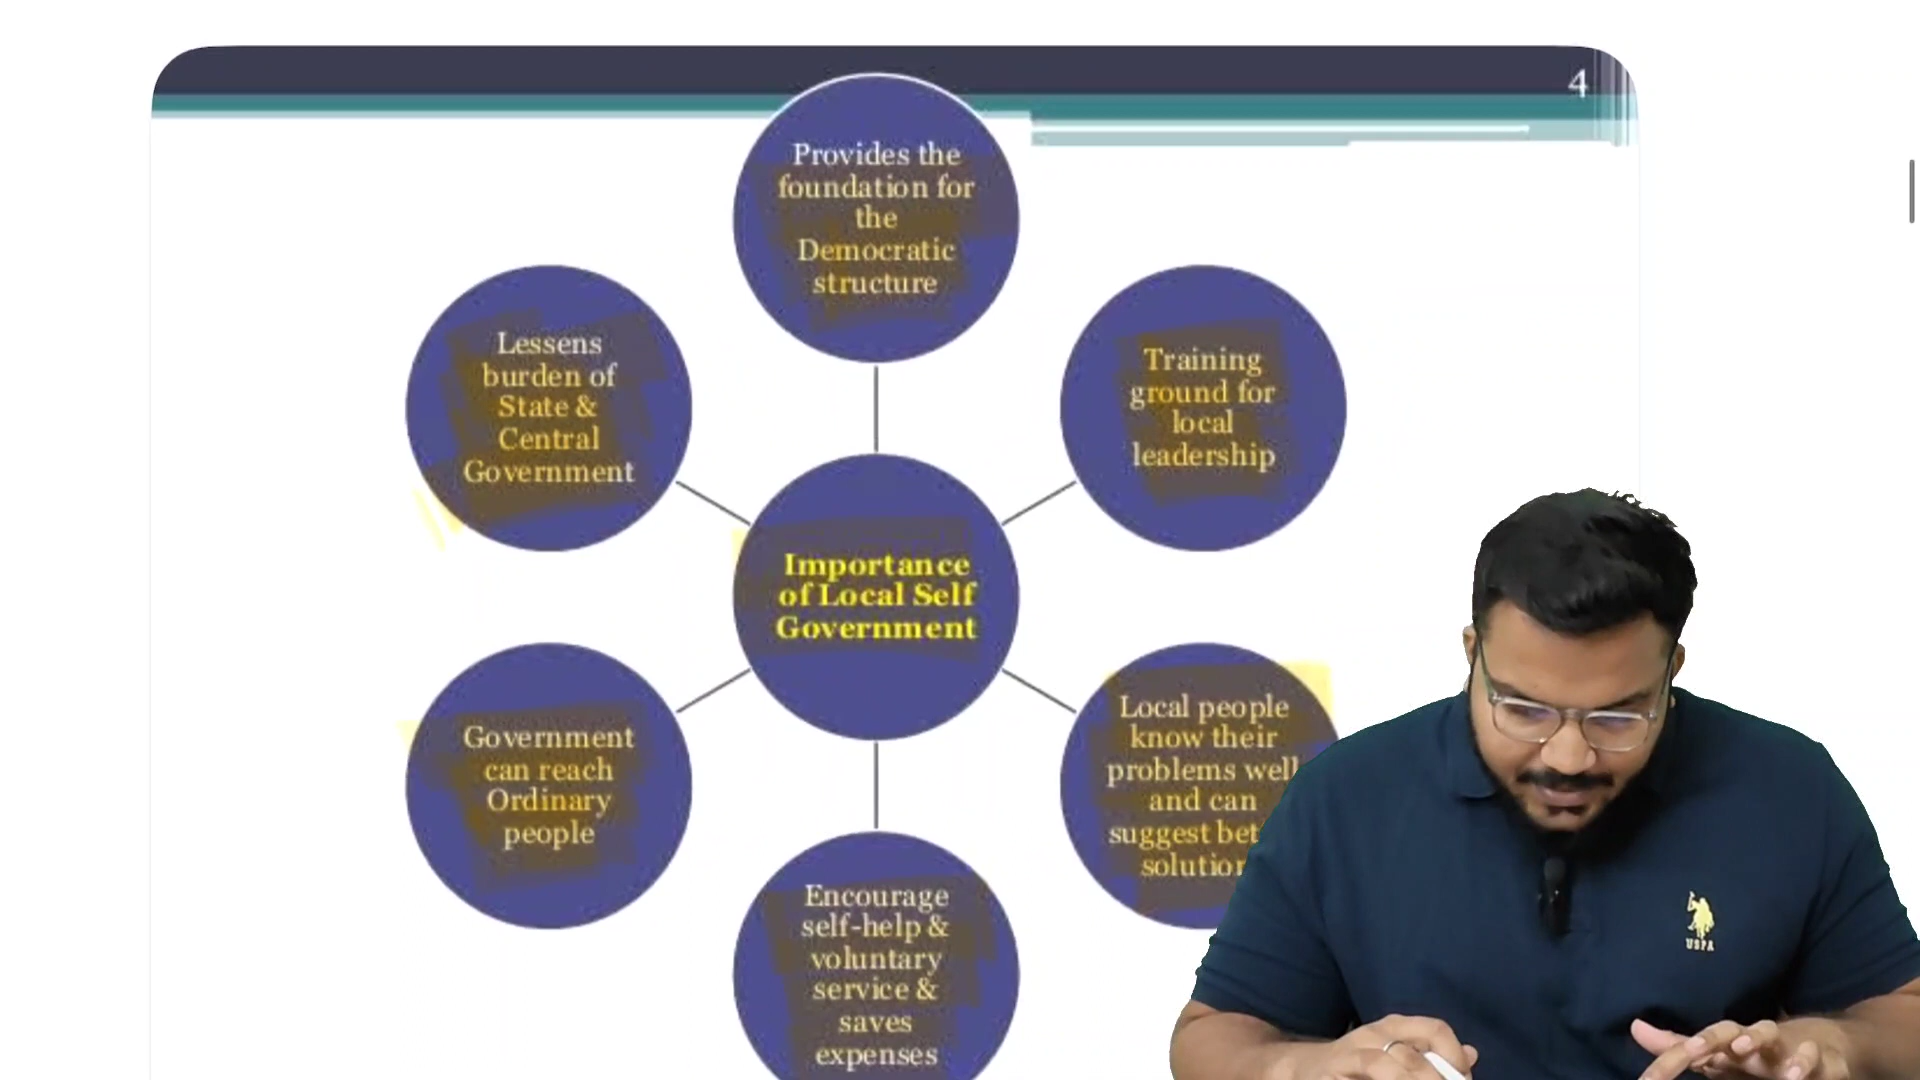 4
Provides the
foundation for
the
Democratic
structure
Lessens
burden of
State &
Central
Government
Training
ground for
local
leadership
Importance
of Local Self
Government
Government
can reach
Ordinary
people
Local people
know their
problems well
and can
suggest
Encourage
self-help &
voluntary
service &
saves
expenses
USPA